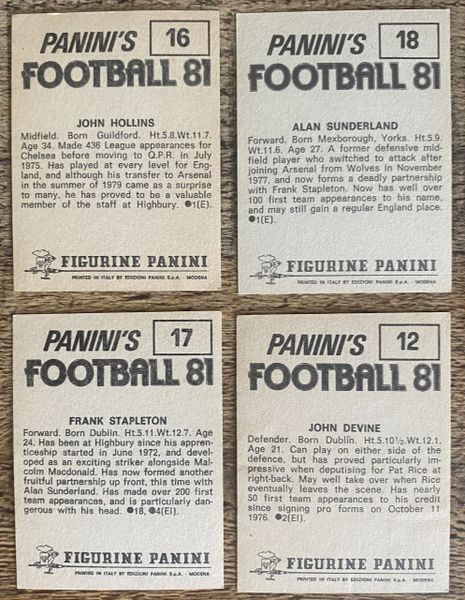 PANINI'S 16
FOOTBALL 81
JOHN HOLLINS
Midfield. Born Guildford. Ht.5.8.Wt.11.7.
Age 34. Made 436 League appearances for
Chelsea before moving to Q.P.R. in July
1975. Has played at every level for Eng-
land, and although his transfer to Arsenal
in the summer of 1979 came as a surprise
to many, he has proved to be a valuable
member of the staff at Highbury. ●1(E).
FIGURINE PANINI
PRINTED IN ITALY BY EDIZIONI PANINI S.p.A. - MODENA
PANINI'S 18
FOOTBALL 81
ALAN SUNDERLAND
Forward. Born Mexborough, Yorks. Ht.5.9.
Wt.11.6. Age 27. A former defensive mid-
field player who switched to attack after
joining Arsenal from Wolves in November
1977, and now forms a deadly partnership
with Frank Stapleton. Now has well over
100 first team appearances to his name,
and may still gain a regular England place.
●1(E).
FIGURINE PANINI
PRINTED IN ITALY BY EDIZIONI PANINI S.p.A. - MODENA
PANINI'S 17
FOOTBALL 81
FRANK STAPLETON
Forward. Born Dublin. Ht.5.11.Wt.12.7. Age
24. Has been at Highbury since his appren-
ticeship started in June 1972, and devel-
oped as an exciting striker alongside Mal-
colm Macdonald. Has now formed another
fruitful partnership up front, this time with
Alan Sunderland. Has made over 200 first
team appearances, and is particularly dan-
gerous with his head. ●18, ●4(EI).
FIGURINE PANINI
PRINTED IN ITALY BY EDIZIONI PANINI S.p.A. - MODENA
PANINI'S 12
FOOTBALL 81
JOHN DEVINE
Defender. Born Dublin. Ht.5.10½.Wt.12.1.
Age 21. Can play on either side of the
defence, but has proved particularly im-
pressive when deputising for Pat Rice at
right-back. May well take over when Rice
eventually leaves the scene. Has nearly
50 first team appearances to his credit
since signing pro forms on October 11
1976. ●2(EI).
FIGURINE PANINI
PRINTED IN ITALY BY EDIZIONI PANINI S.p.A. - MODENA